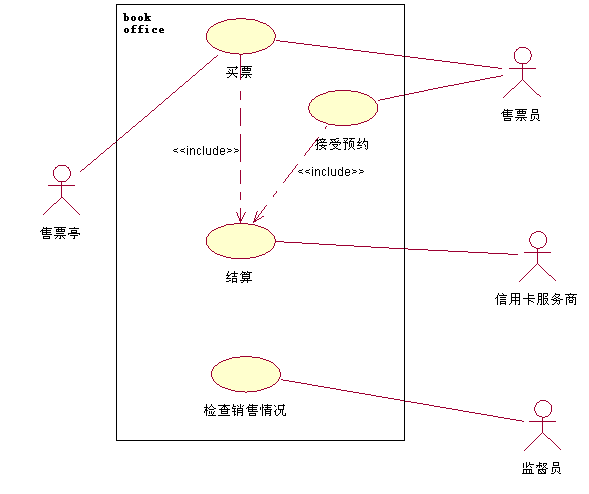 book
office
买票
售票员
接受预约
<<include>>
<<include>>
售票亭
结算
信用卡服务商
检查销售情况
监督员